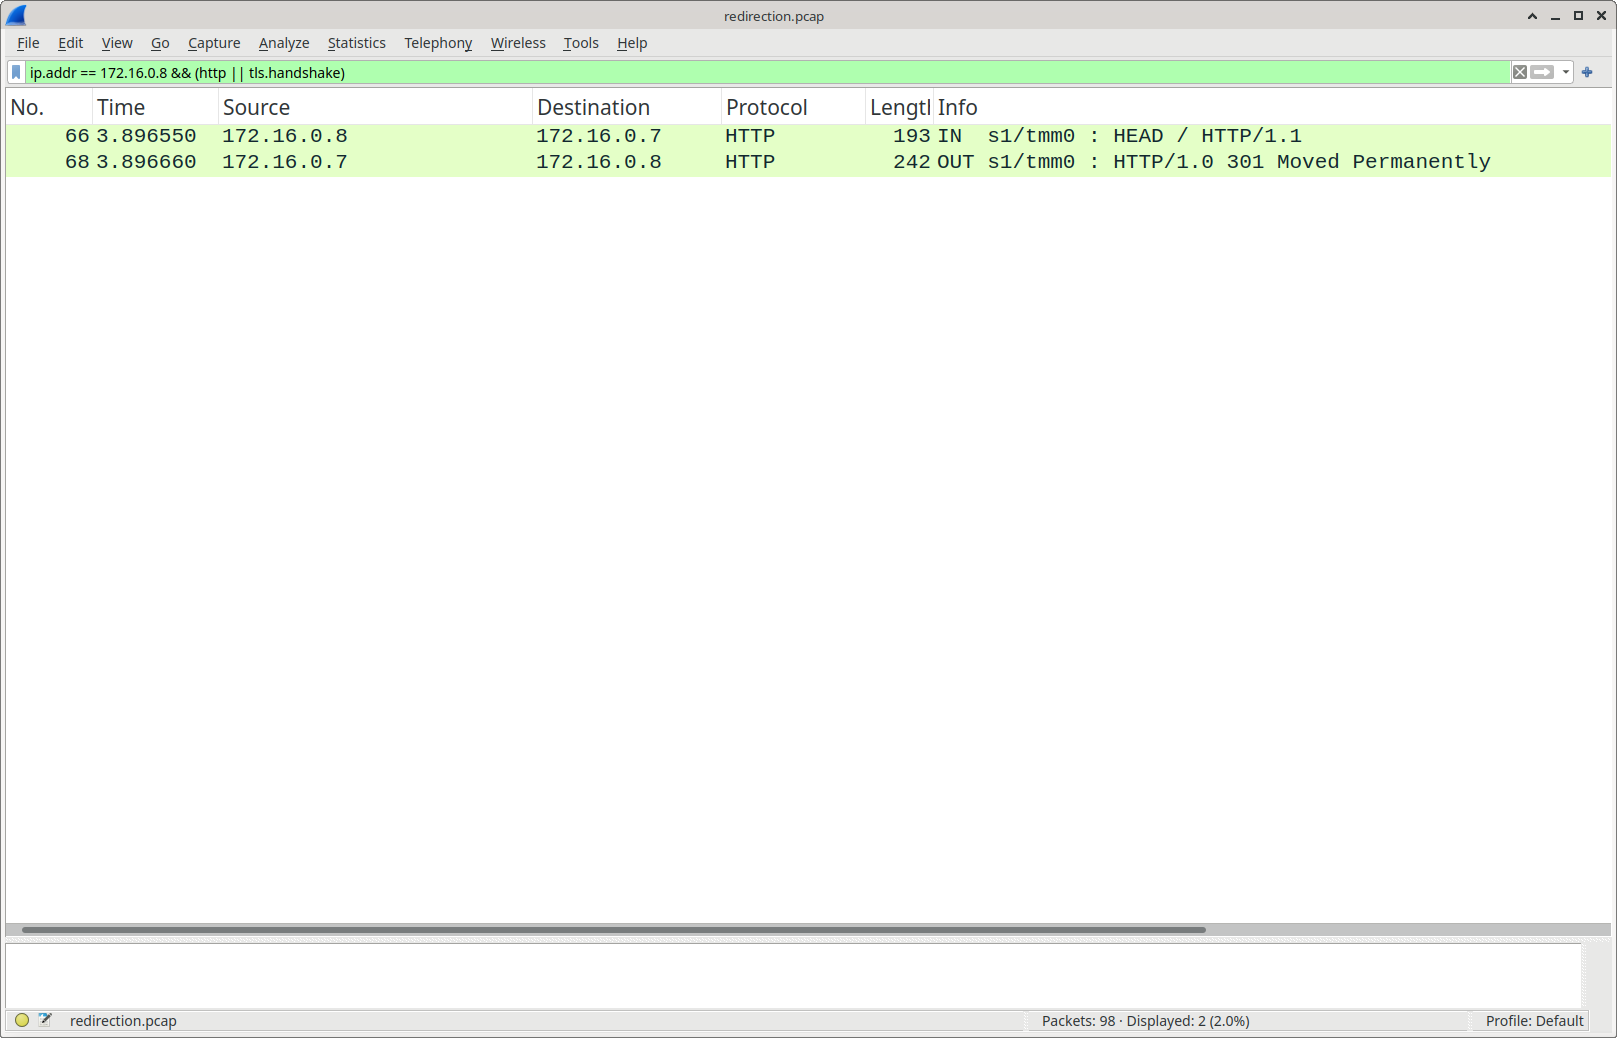 redirection.pcap
File Edit View Go Capture Analyze Statistics Telephony Wireless Tools Help
ip.addr == 172.16.0.8 && (http || tls.handshake)
No. Time Source Destination Protocol Lengtl Info
66 3.896550 172.16.0.8 172.16.0.7 HTTP 193 IN s1/tmm0 : HEAD / HTTP/1.1
68 3.896660 172.16.0.7 172.16.0.8 HTTP 242 OUT s1/tmm0 : HTTP/1.0 301 Moved Permanently
redirection.pcap Packets: 98 · Displayed: 2 (2.0%) Profile: Default